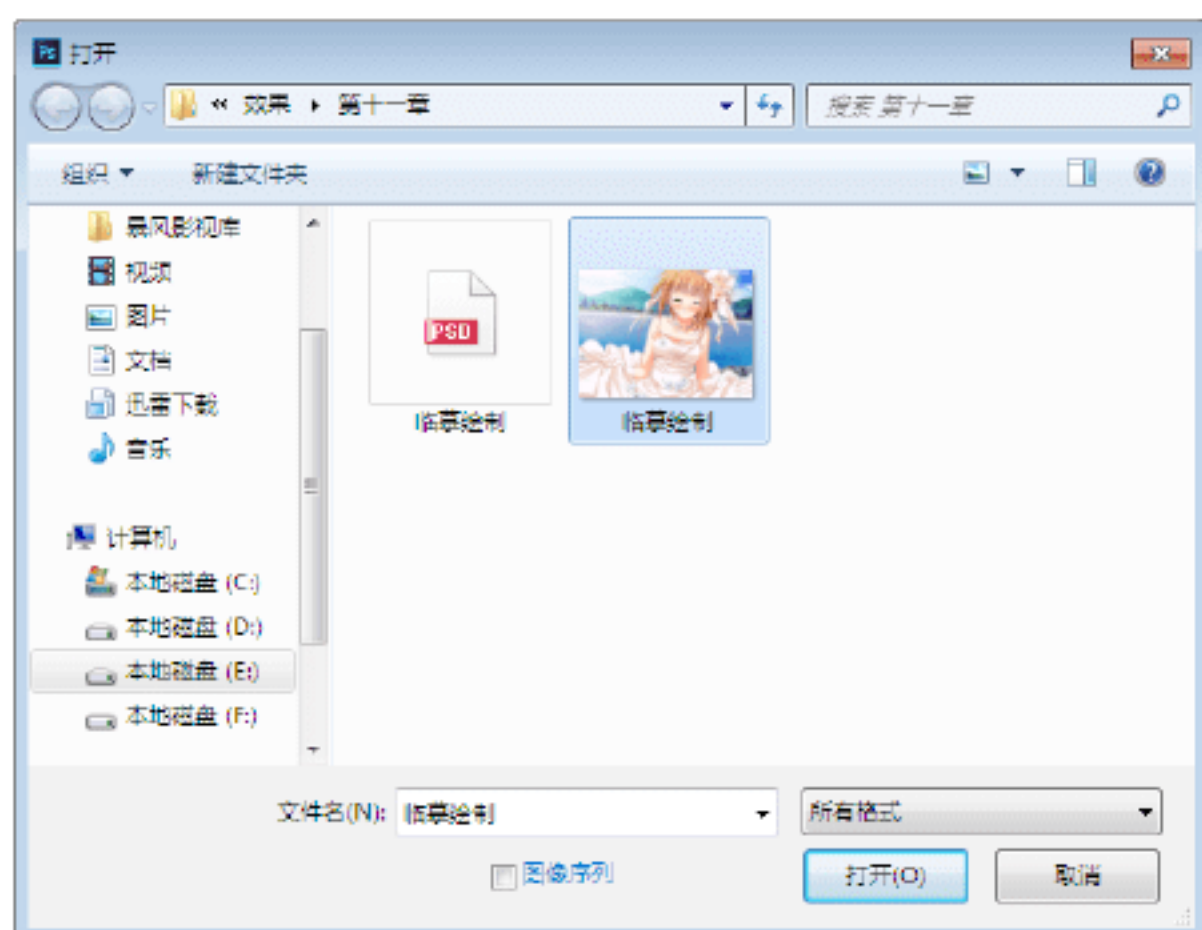 Ps 打开
« 效果 ▸ 第十一章
搜索 第十一章
组织 新建文件夹
暴风影视库
视频
图片
文档
迅雷下载
音乐
计算机
本地磁盘 (C:)
本地磁盘 (D:)
本地磁盘 (E:)
本地磁盘 (F:)
PSD
临摹绘制
临摹绘制
文件名(N): 临摹绘制
所有格式
图像序列
打开(O)
取消